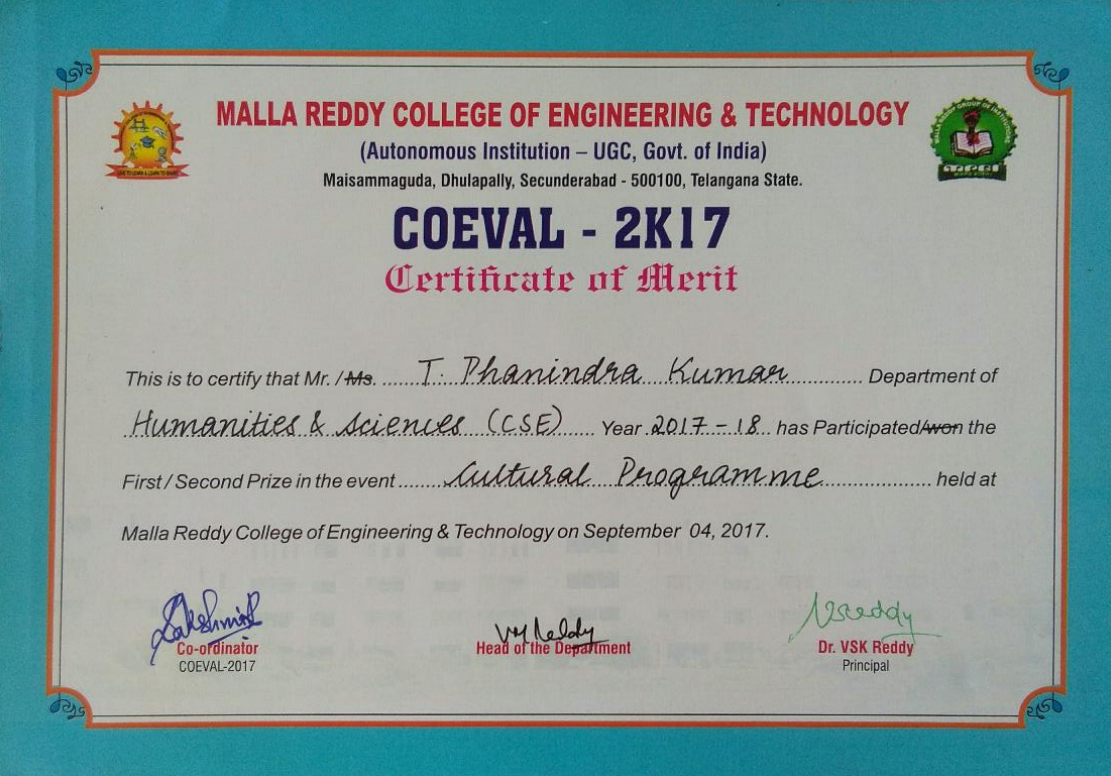 MALLA REDDY COLLEGE OF ENGINEERING & TECHNOLOGY
(Autonomous Institution – UGC, Govt. of India)
Maisammaguda, Dhulapally, Secunderabad - 500100, Telangana State.
COEVAL - 2K17
Certificate of Merit
This is to certify that Mr. / Ms. ....... T. Phanindra Kumar ............ Department of
Humanities & Sciences (CSE) ..... Year 2017 - 18 has Participated/won the
First / Second Prize in the event ........ Cultural Programme .................... held at
Malla Reddy College of Engineering & Technology on September 04, 2017.
Co-ordinator
COEVAL-2017
Head of the Department
Dr. VSK Reddy
Principal